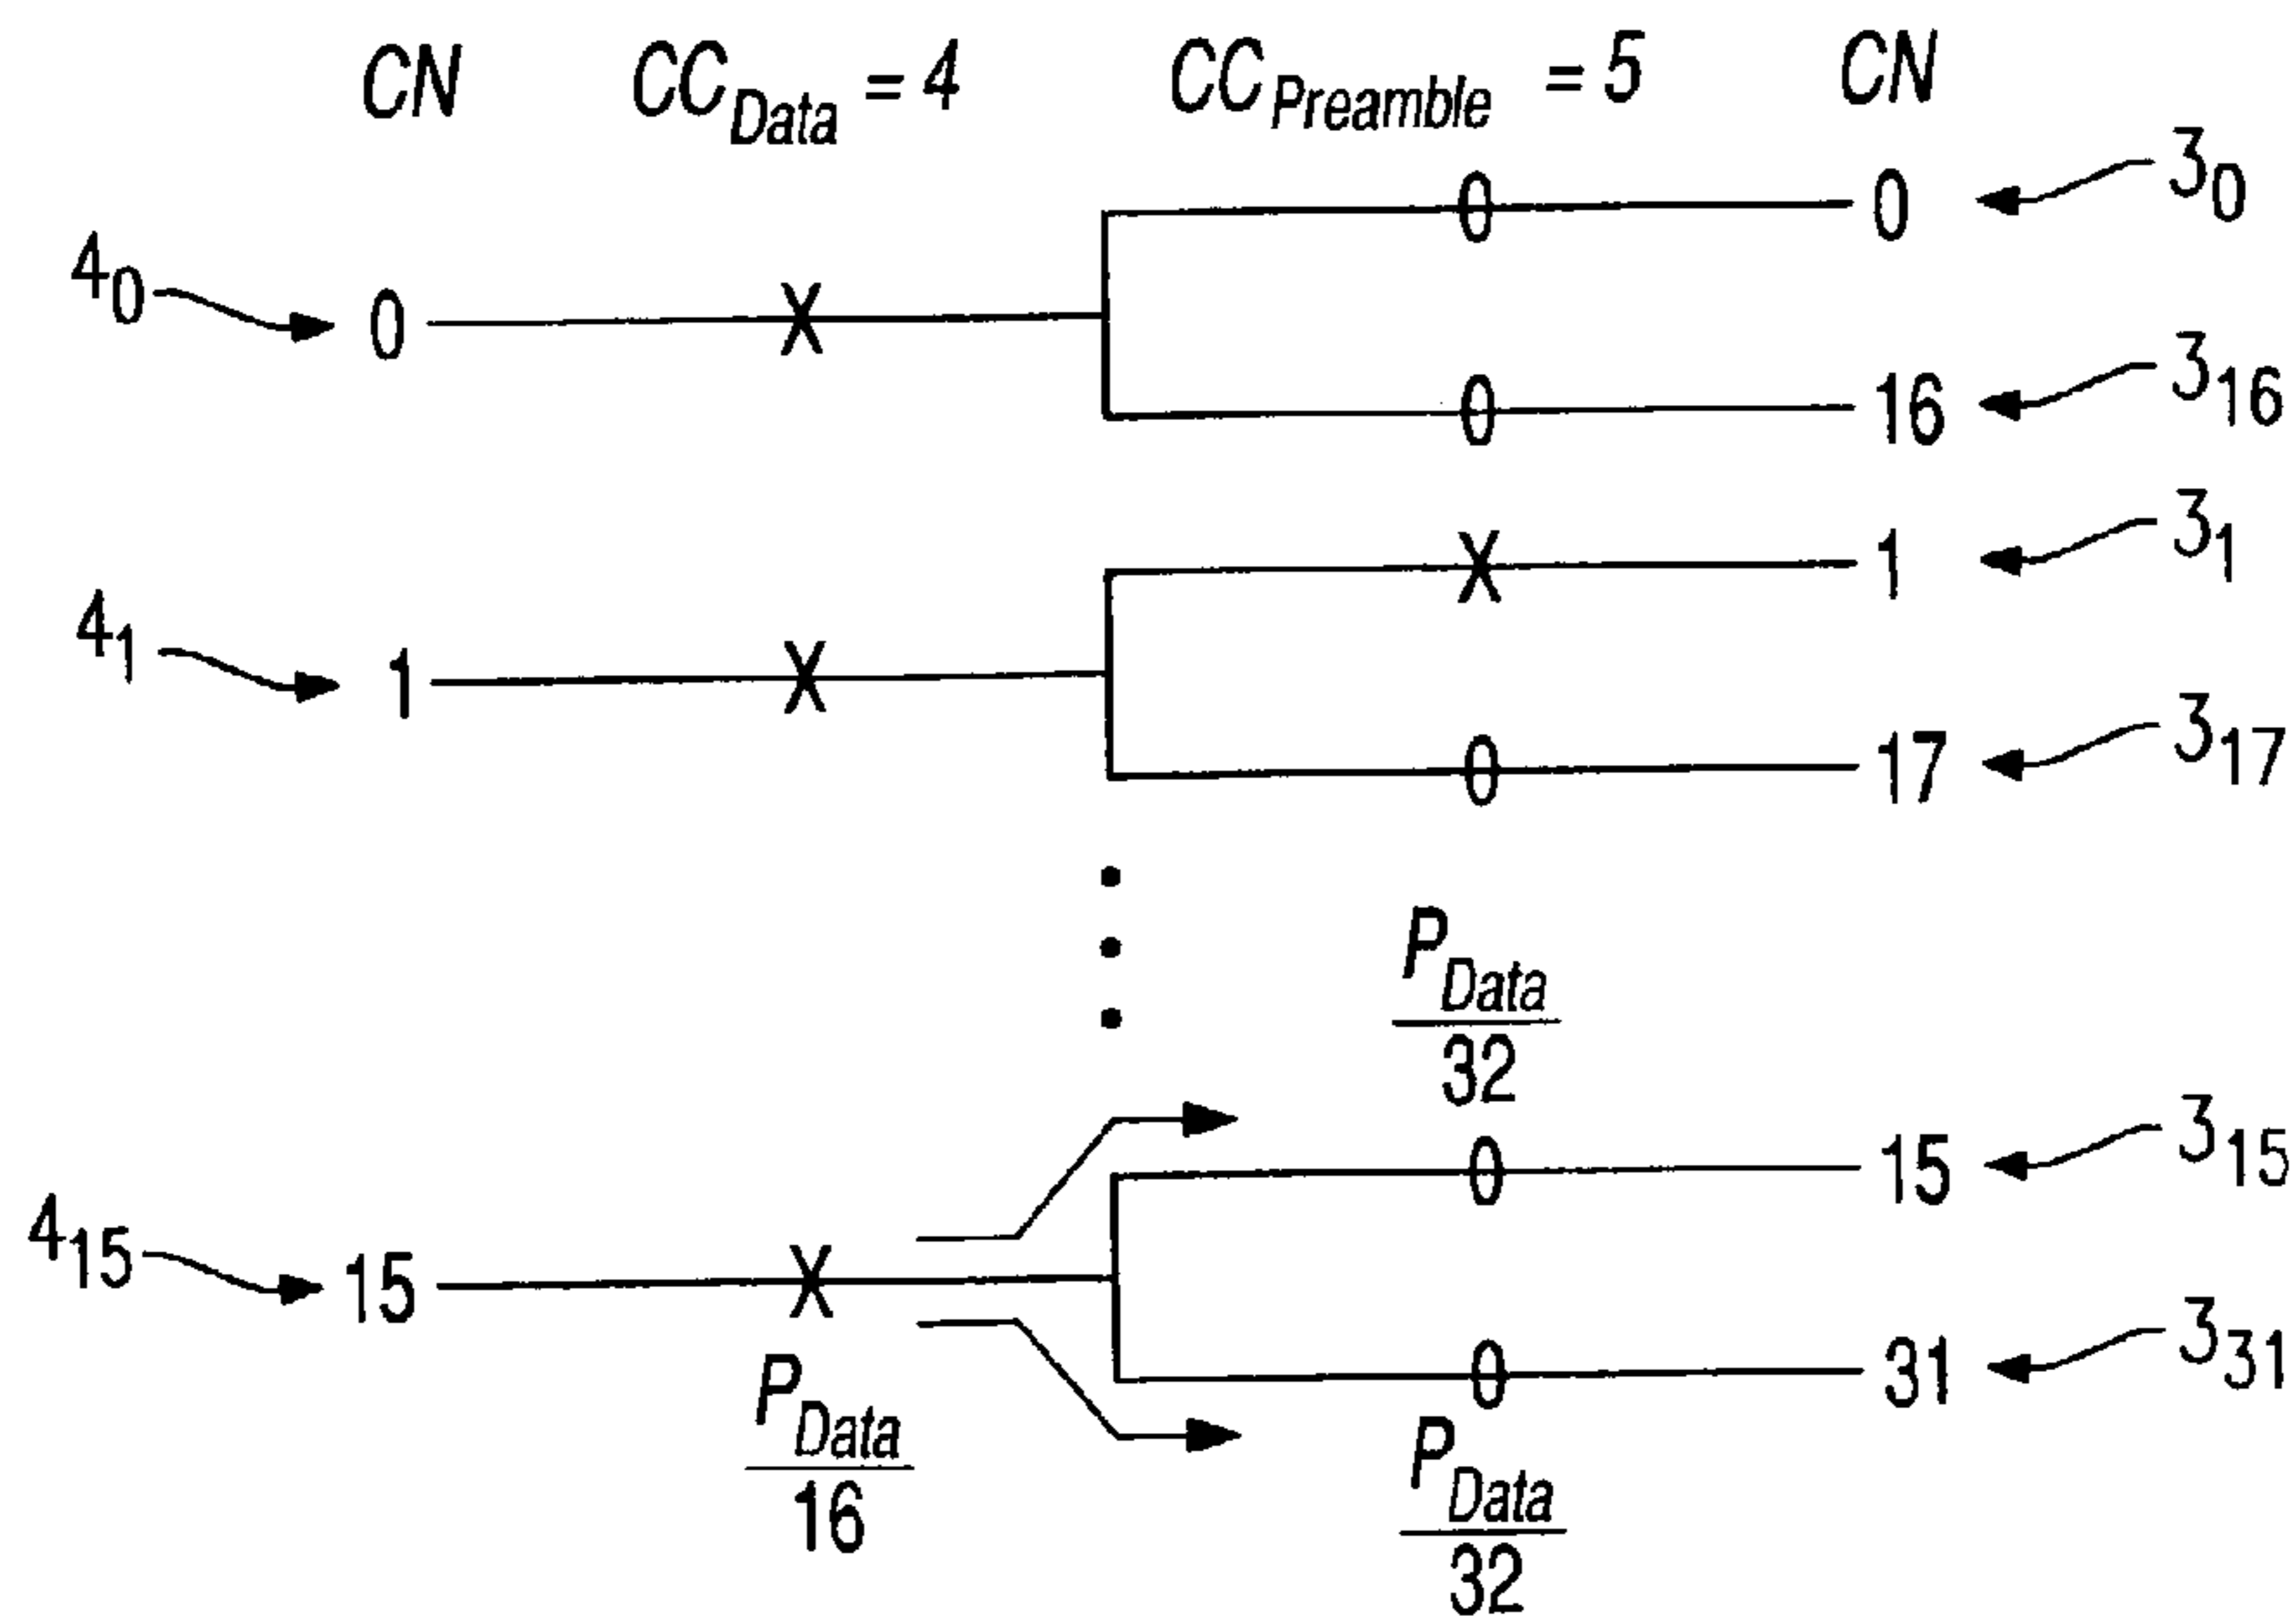 CN CC_Data = 4 CC_Preamble = 5 CN
0 0 3_0
4_0 0 X
0 16 3_16
X 1 3_1
4_1 1 X
0 17 3_17
P_Data
32
0 15 3_15
4_15 15 X
0 31 3_31
P_Data
16
P_Data
32